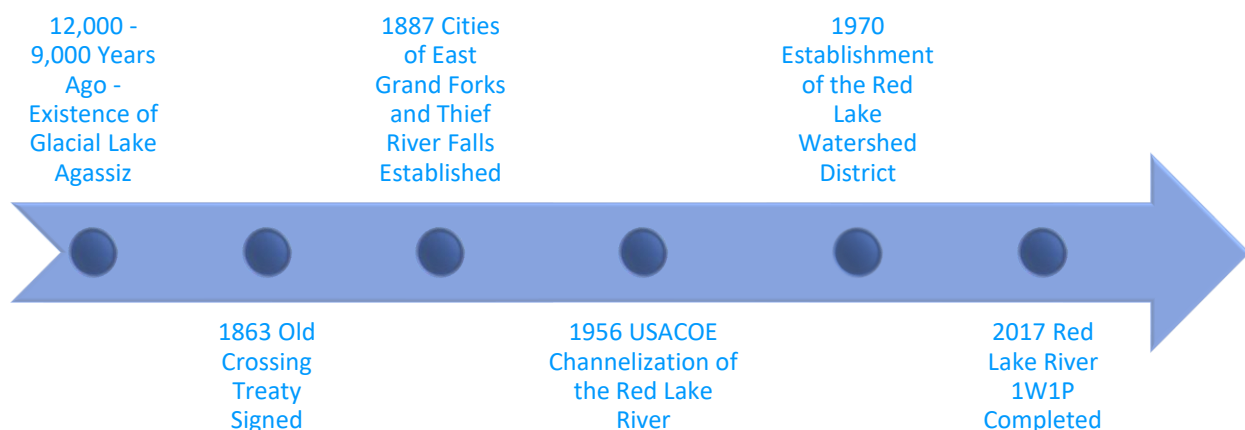 12,000 -
9,000 Years
Ago -
Existence of
Glacial Lake
Agassiz
1863 Old
Crossing
Treaty
Signed
1887 Cities
of East
Grand Forks
and Thief
River Falls
Established
1956 USACOE
Channelization of
the Red Lake
River
1970
Establishment
of the Red
Lake
Watershed
District
2017 Red
Lake River
1W1P
Completed